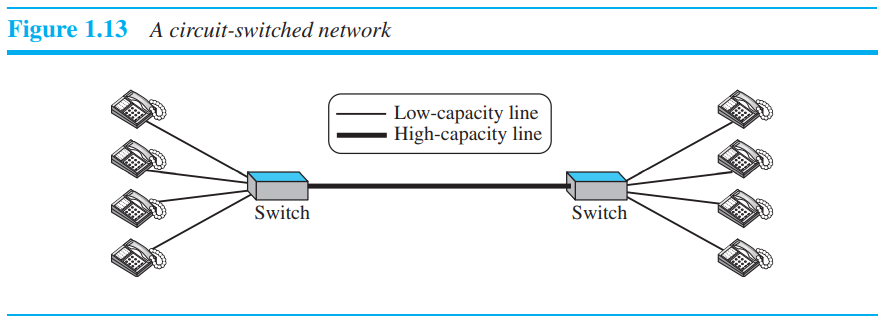 Figure 1.13 A circuit-switched network
Low-capacity line
High-capacity line
Switch
Switch